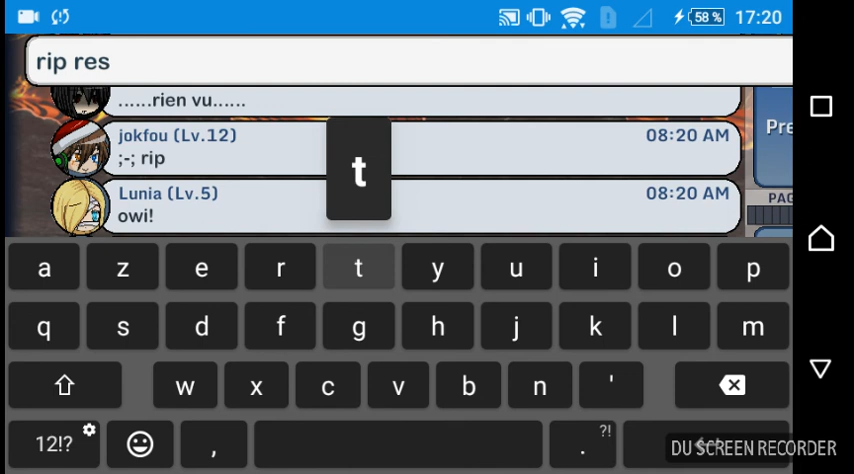 58 % 17:20
rip res
......rien vu......
jokfou (Lv.12) 08:20 AM
;-; rip
Lunia (Lv.5) 08:20 AM
owi!
Pre
PAG
t
a z e r t y u i o p
q s d f g h j k l m
w x c v b n '
12!? , . ?!
DU SCREEN RECORDER